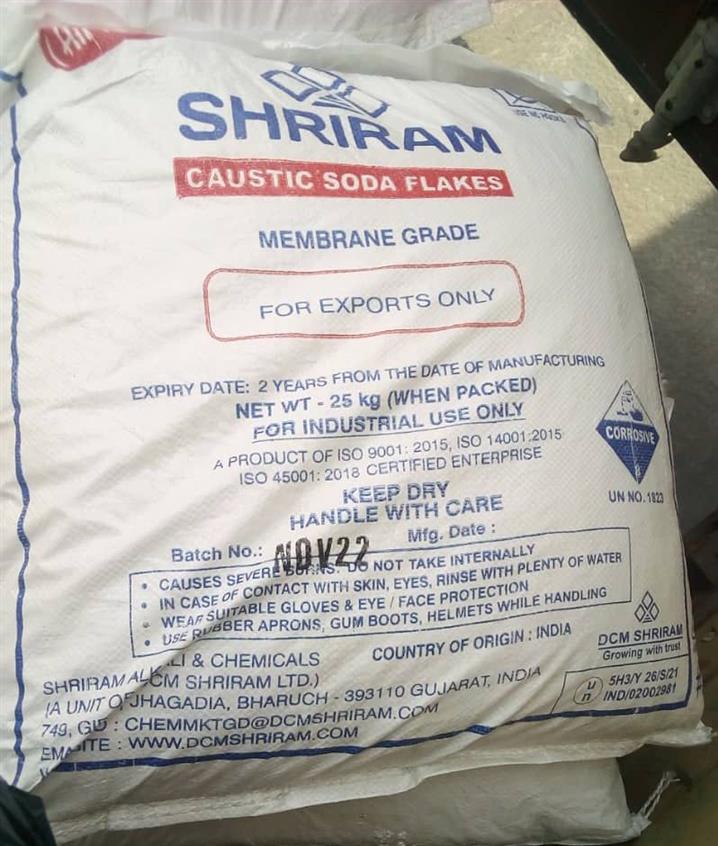 SHRIRAM
CAUSTIC SODA FLAKES
MEMBRANE GRADE
FOR EXPORTS ONLY
EXPIRY DATE: 2 YEARS FROM THE DATE OF MANUFACTURING
NET WT - 25 kg (WHEN PACKED)
FOR INDUSTRIAL USE ONLY
A PRODUCT OF ISO 9001: 2015, ISO 14001:2015
ISO 45001: 2018 CERTIFIED ENTERPRISE
CORROSIVE
8
UN NO. 1823
KEEP DRY
HANDLE WITH CARE
Batch No.: NOV22 Mfg. Date :
• CAUSES SEVERE BURNS. DO NOT TAKE INTERNALLY
• IN CASE OF CONTACT WITH SKIN, EYES, RINSE WITH PLENTY OF WATER
• WEAR SUITABLE GLOVES & EYE / FACE PROTECTION
• USE RUBBER APRONS, GUM BOOTS, HELMETS WHILE HANDLING
SHRIRAM ALKALI & CHEMICALS
COUNTRY OF ORIGIN : INDIA
(A UNIT OF DCM SHRIRAM LTD.)
749, JHAGADIA, BHARUCH - 393110 GUJARAT, INDIA
: CHEMMKTGD@DCMSHRIRAM.COM
: WWW.DCMSHRIRAM.COM
DCM SHRIRAM
Growing with trust
u n
5H3/Y 26/S/21
IND/02002981
USE NO HOOKS